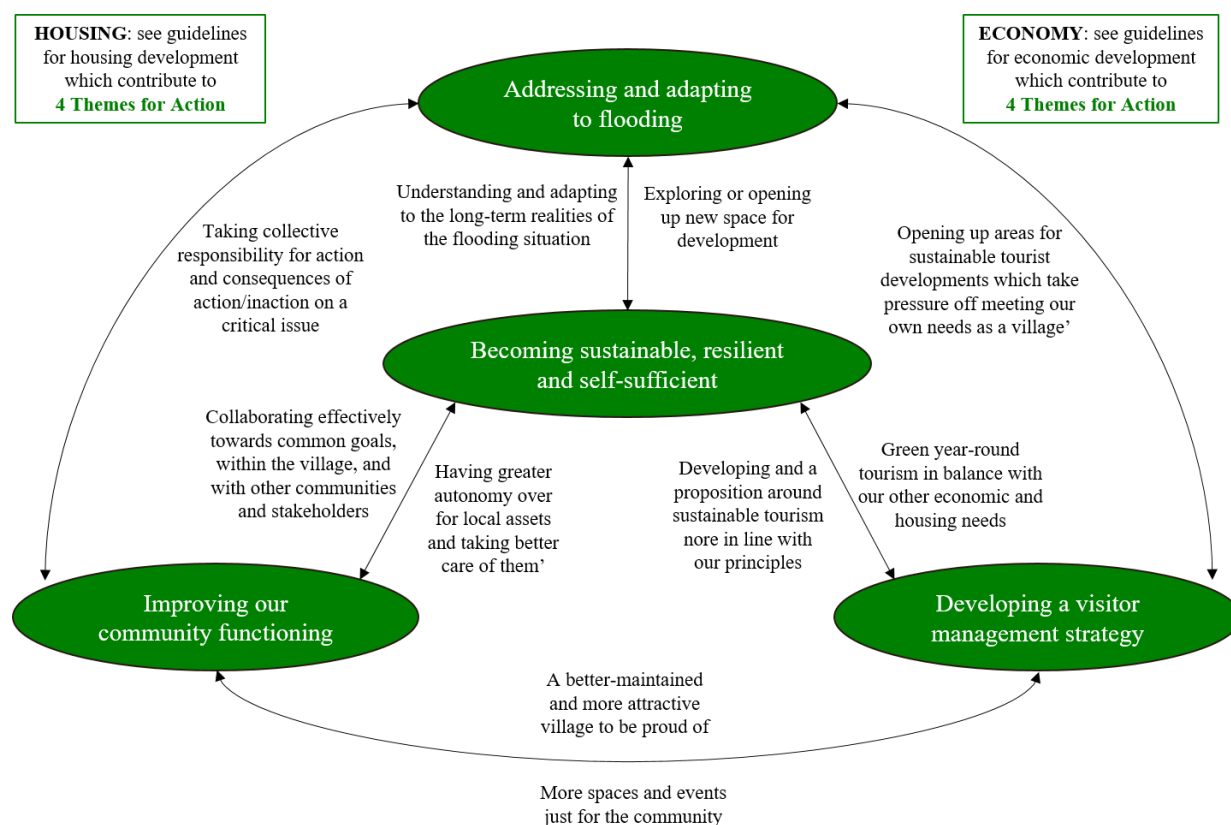 HOUSING: see guidelines
for housing development
which contribute to
4 Themes for Action
ECONOMY: see guidelines
for economic development
which contribute to
4 Themes for Action
Addressing and adapting
to flooding
Understanding and adapting
to the long-term realities of
the flooding situation
Exploring or opening
up new space for
development
Taking collective
responsibility for action
and consequences of
action/inaction on a
critical issue
Opening up areas for
sustainable tourist
developments which take
pressure off meeting our
own needs as a village’
Becoming sustainable, resilient
and self-sufficient
Collaborating effectively
towards common goals,
within the village, and
with other communities
and stakeholders
Having greater
autonomy over
for local assets
and taking better
care of them’
Developing and a
proposition around
sustainable tourism
nore in line with
our principles
Green year-round
tourism in balance with
our other economic and
housing needs
Improving our
community functioning
Developing a visitor
management strategy
A better-maintained
and more attractive
village to be proud of
More spaces and events
just for the community